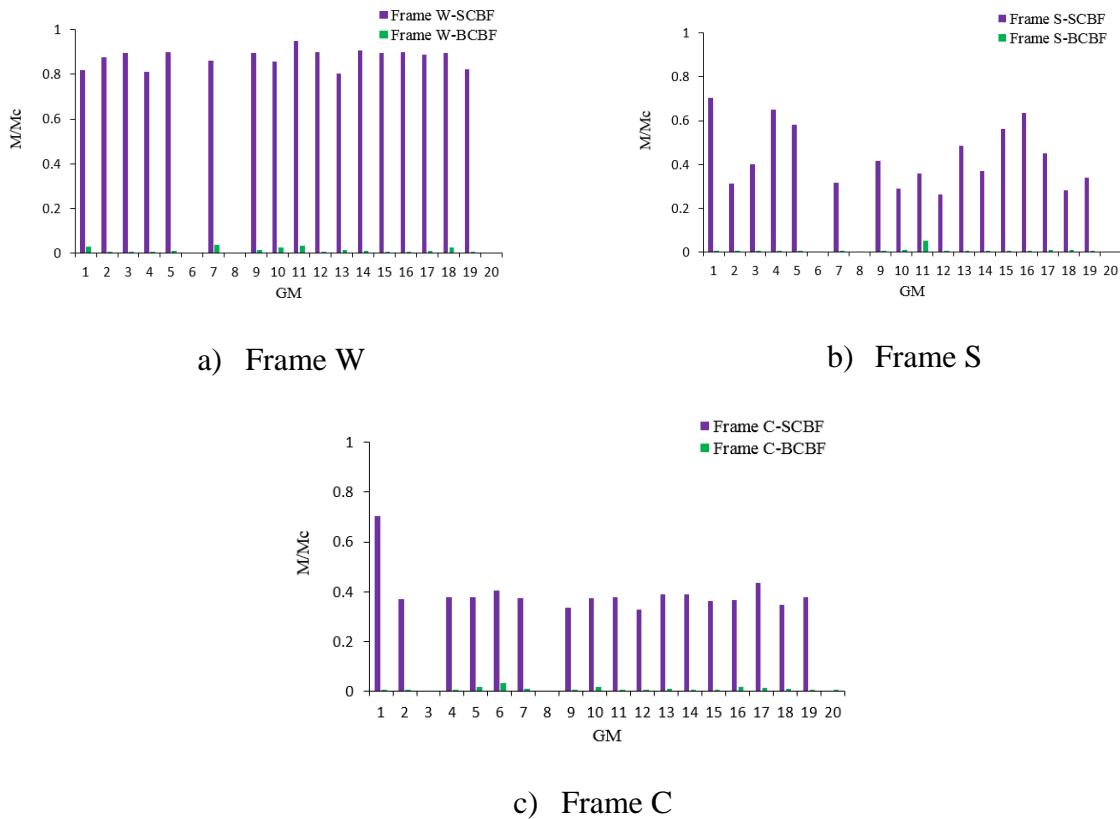 Frame W-SCBF
Frame W-BCBF
M/Mc
1
0.8
0.6
0.4
0.2
0
1 2 3 4 5 6 7 8 9 10 11 12 13 14 15 16 17 18 19 20
GM
a) Frame W
Frame S-SCBF
Frame S-BCBF
M/Mc
1
0.8
0.6
0.4
0.2
0
1 2 3 4 5 6 7 8 9 10 11 12 13 14 15 16 17 18 19 20
GM
b) Frame S
Frame C-SCBF
Frame C-BCBF
M/Mc
1
0.8
0.6
0.4
0.2
0
1 2 3 4 5 6 7 8 9 10 11 12 13 14 15 16 17 18 19 20
GM
c) Frame C